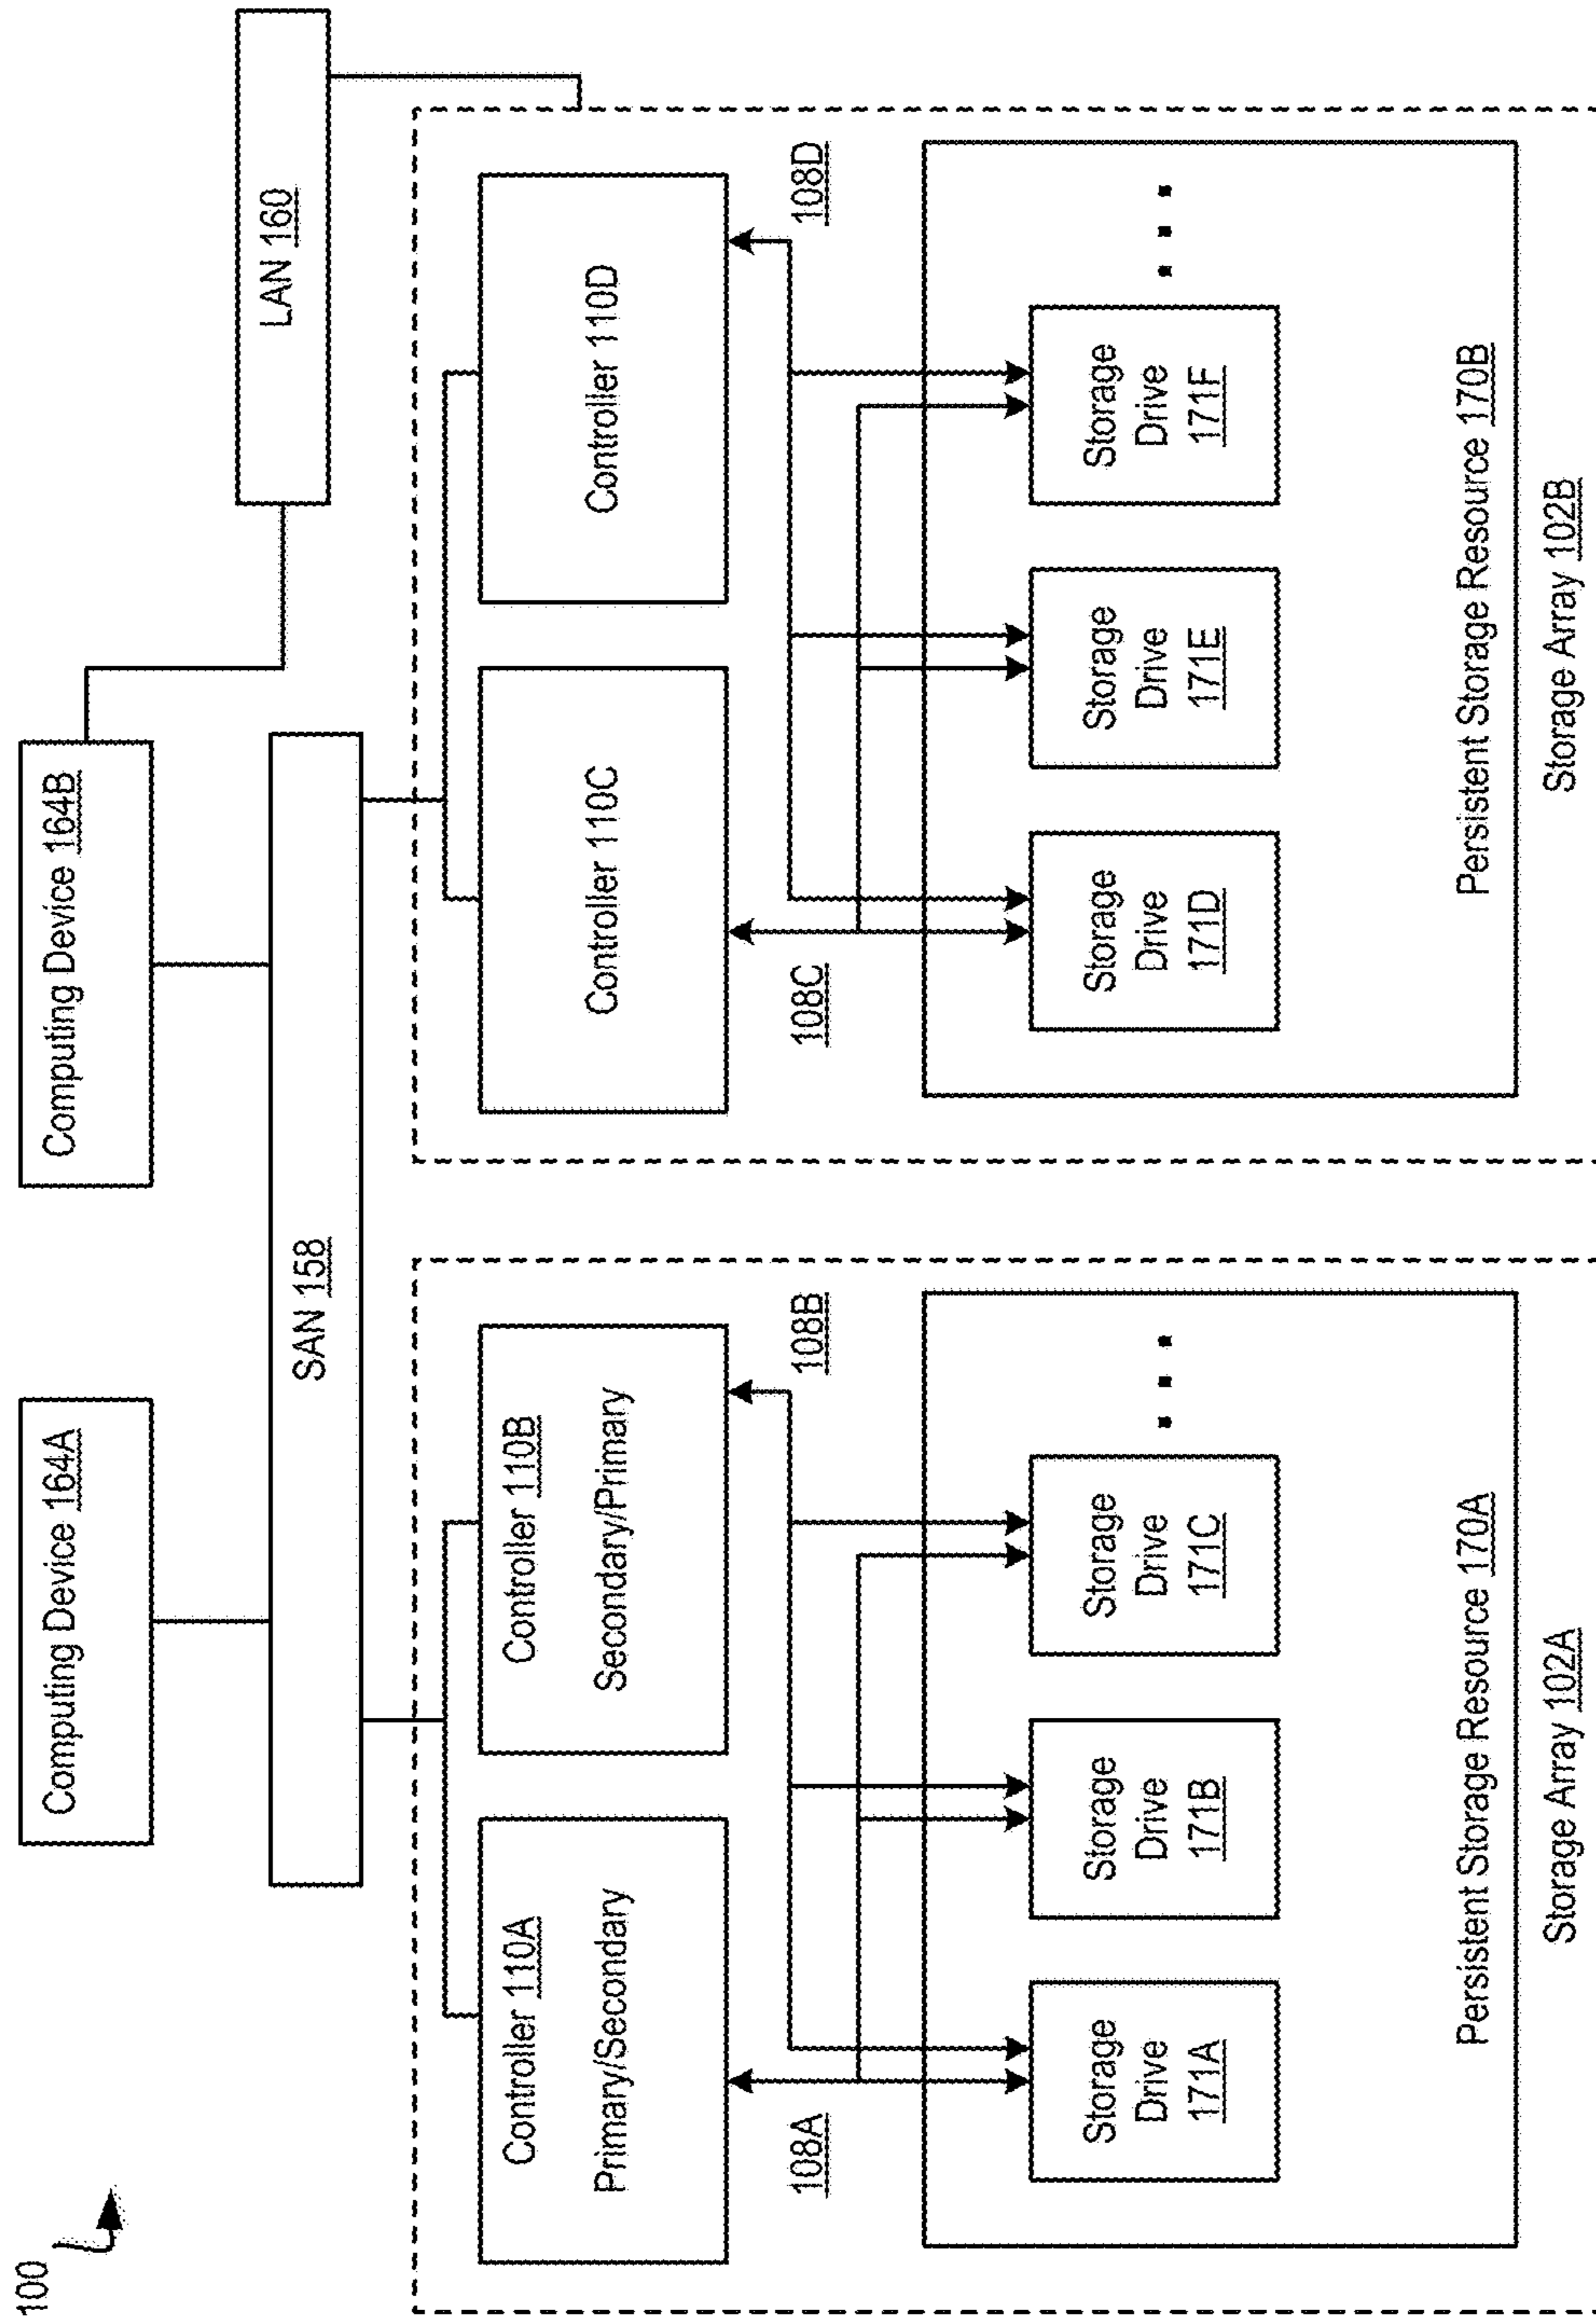 100
Computing Device 164A
Computing Device 164B
SAN 158
LAN 160
Controller 110A
Primary/Secondary
Controller 110B
Secondary/Primary
Controller 110C
Controller 110D
108A
108B
108C
108D
Storage
Drive
171A
Storage
Drive
171B
Storage
Drive
171C
Storage
Drive
171D
Storage
Drive
171E
Storage
Drive
171F
Persistent Storage Resource 170A
Persistent Storage Resource 170B
Storage Array 102A
Storage Array 102B